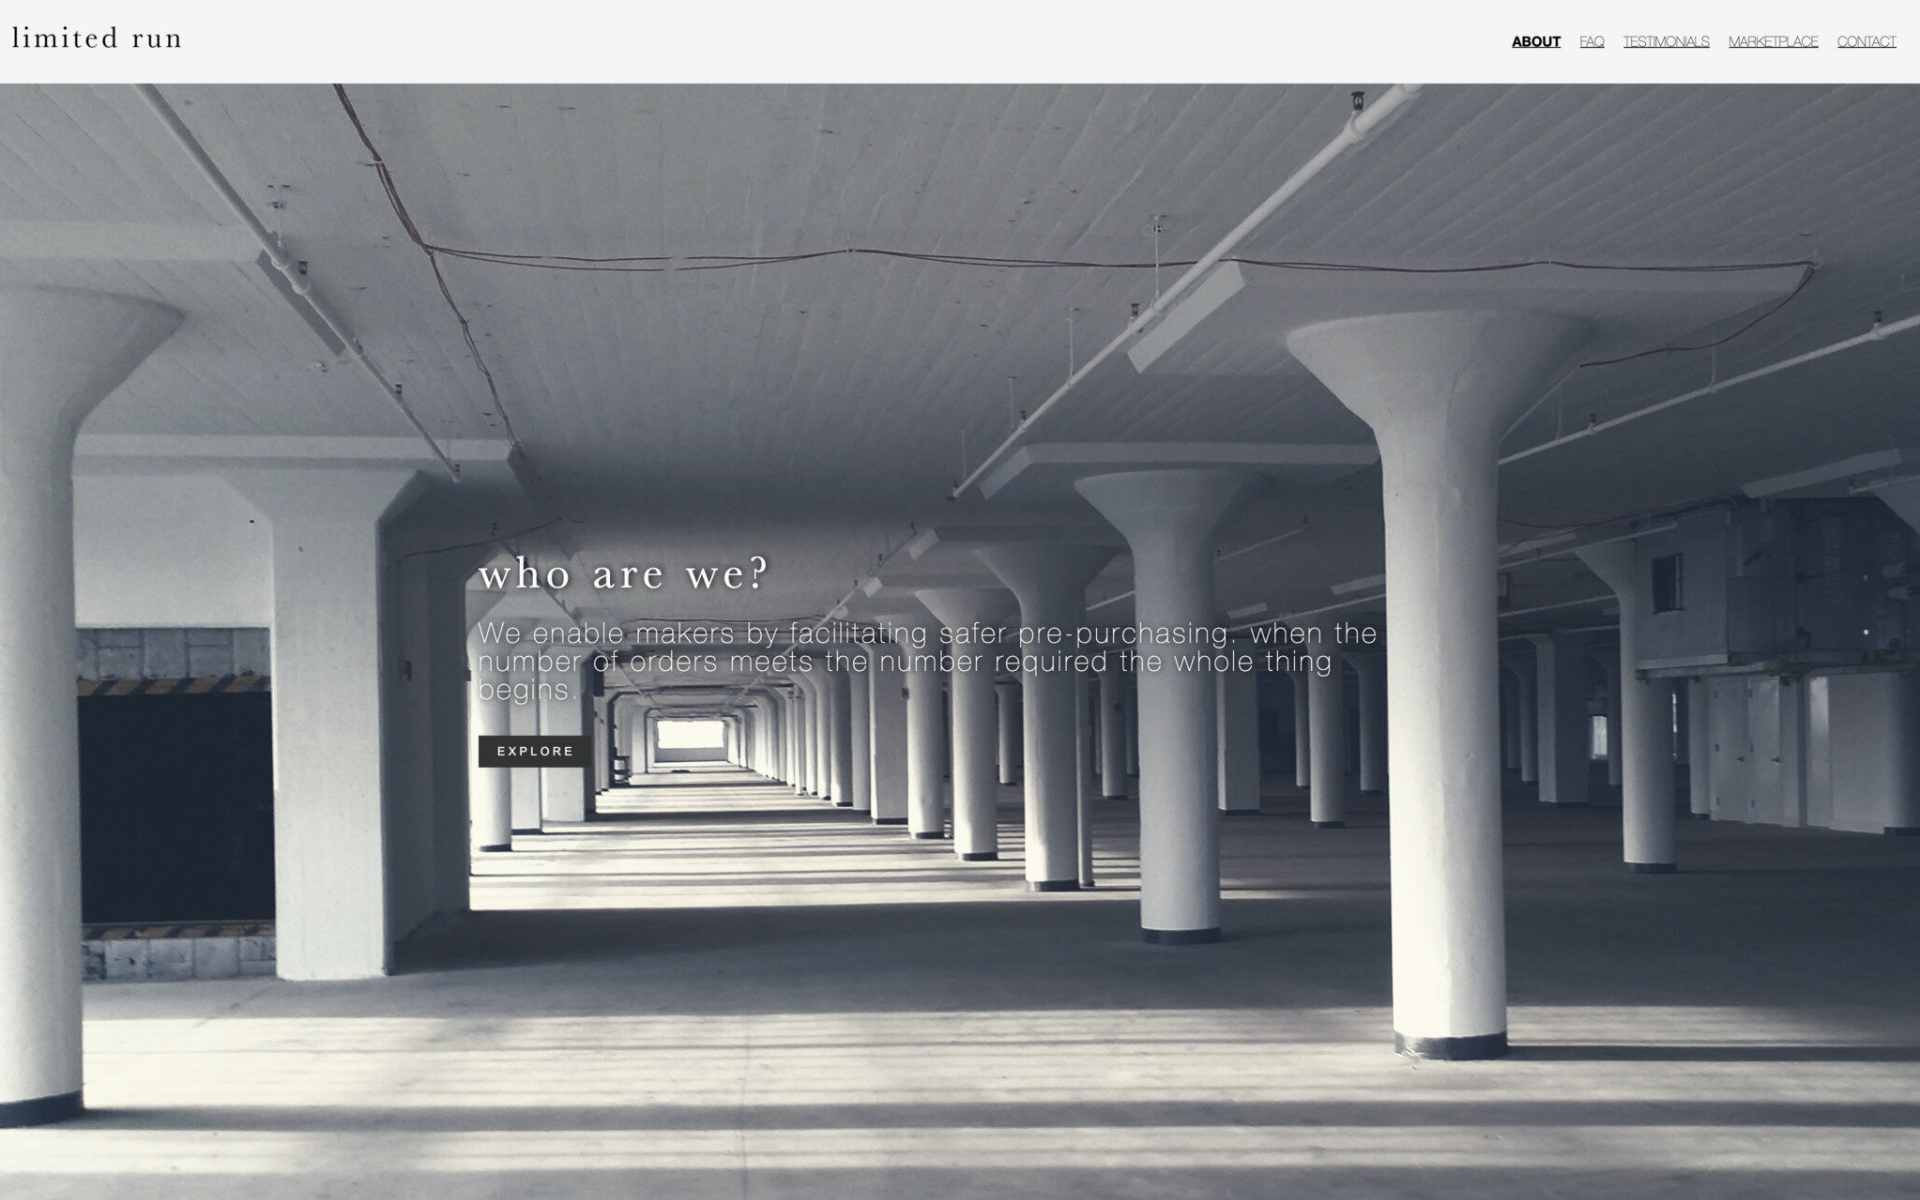 limited run
ABOUT FAQ TESTIMONIALS MARKETPLACE CONTACT
who are we?
We enable makers by facilitating safer pre-purchasing. when the
number of orders meets the number required the whole thing
begins.
EXPLORE